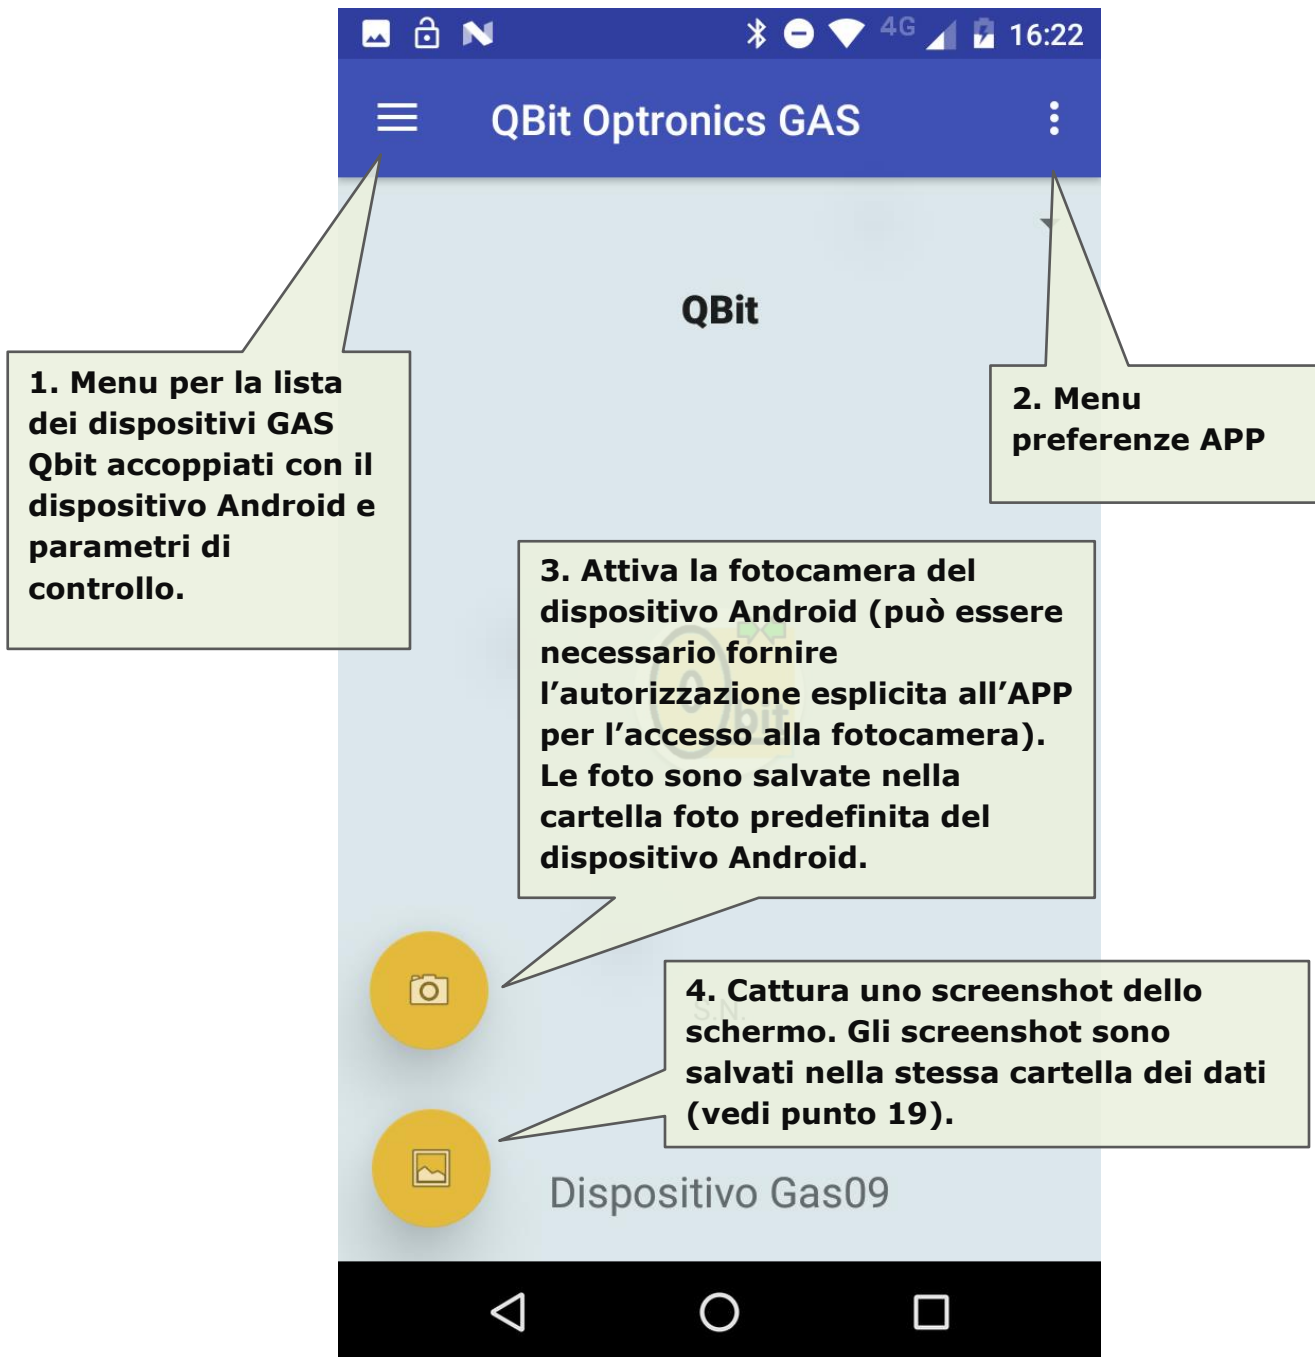 4G 16:22
QBit Optronics GAS
QBit
1. Menu per la lista
dei dispositivi GAS
Qbit accoppiati con il
dispositivo Android e
parametri di
controllo.
2. Menu
preferenze APP
3. Attiva la fotocamera del
dispositivo Android (può essere
necessario fornire
l’autorizzazione esplicita all’APP
per l’accesso alla fotocamera).
Le foto sono salvate nella
cartella foto predefinita del
dispositivo Android.
bit
4. Cattura uno screenshot dello
schermo. Gli screenshot sono
salvati nella stessa cartella dei dati
(vedi punto 19).
S.N.
Dispositivo Gas09